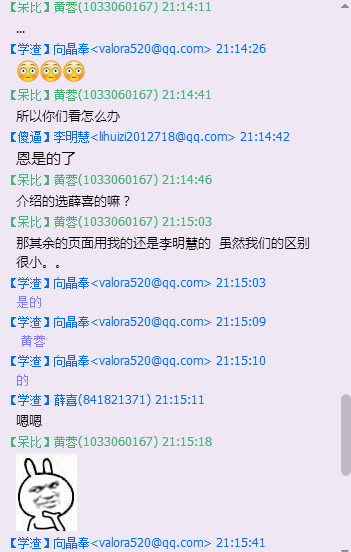 【呆比】黄蓉(1033060167) 21:14:11
...
【学渣】向晶奉<valora520@qq.com> 21:14:26
【呆比】黄蓉(1033060167) 21:14:41
所以你们看怎么办
【傻逼】李明慧<lihuizi2012718@qq.com> 21:14:42
恩是的了
【呆比】黄蓉(1033060167) 21:14:46
介绍的选薛喜的嘛？
【呆比】黄蓉(1033060167) 21:15:03
那其余的页面用我的还是李明慧的 虽然我们的区别
很小。。
【学渣】向晶奉<valora520@qq.com> 21:15:03
是的
【学渣】向晶奉<valora520@qq.com> 21:15:09
黄蓉
【学渣】向晶奉<valora520@qq.com> 21:15:10
的
【学渣】薛喜(841821371) 21:15:11
嗯嗯
【呆比】黄蓉(1033060167) 21:15:18
【学渣】向晶奉<valora520@qq.com> 21:15:41